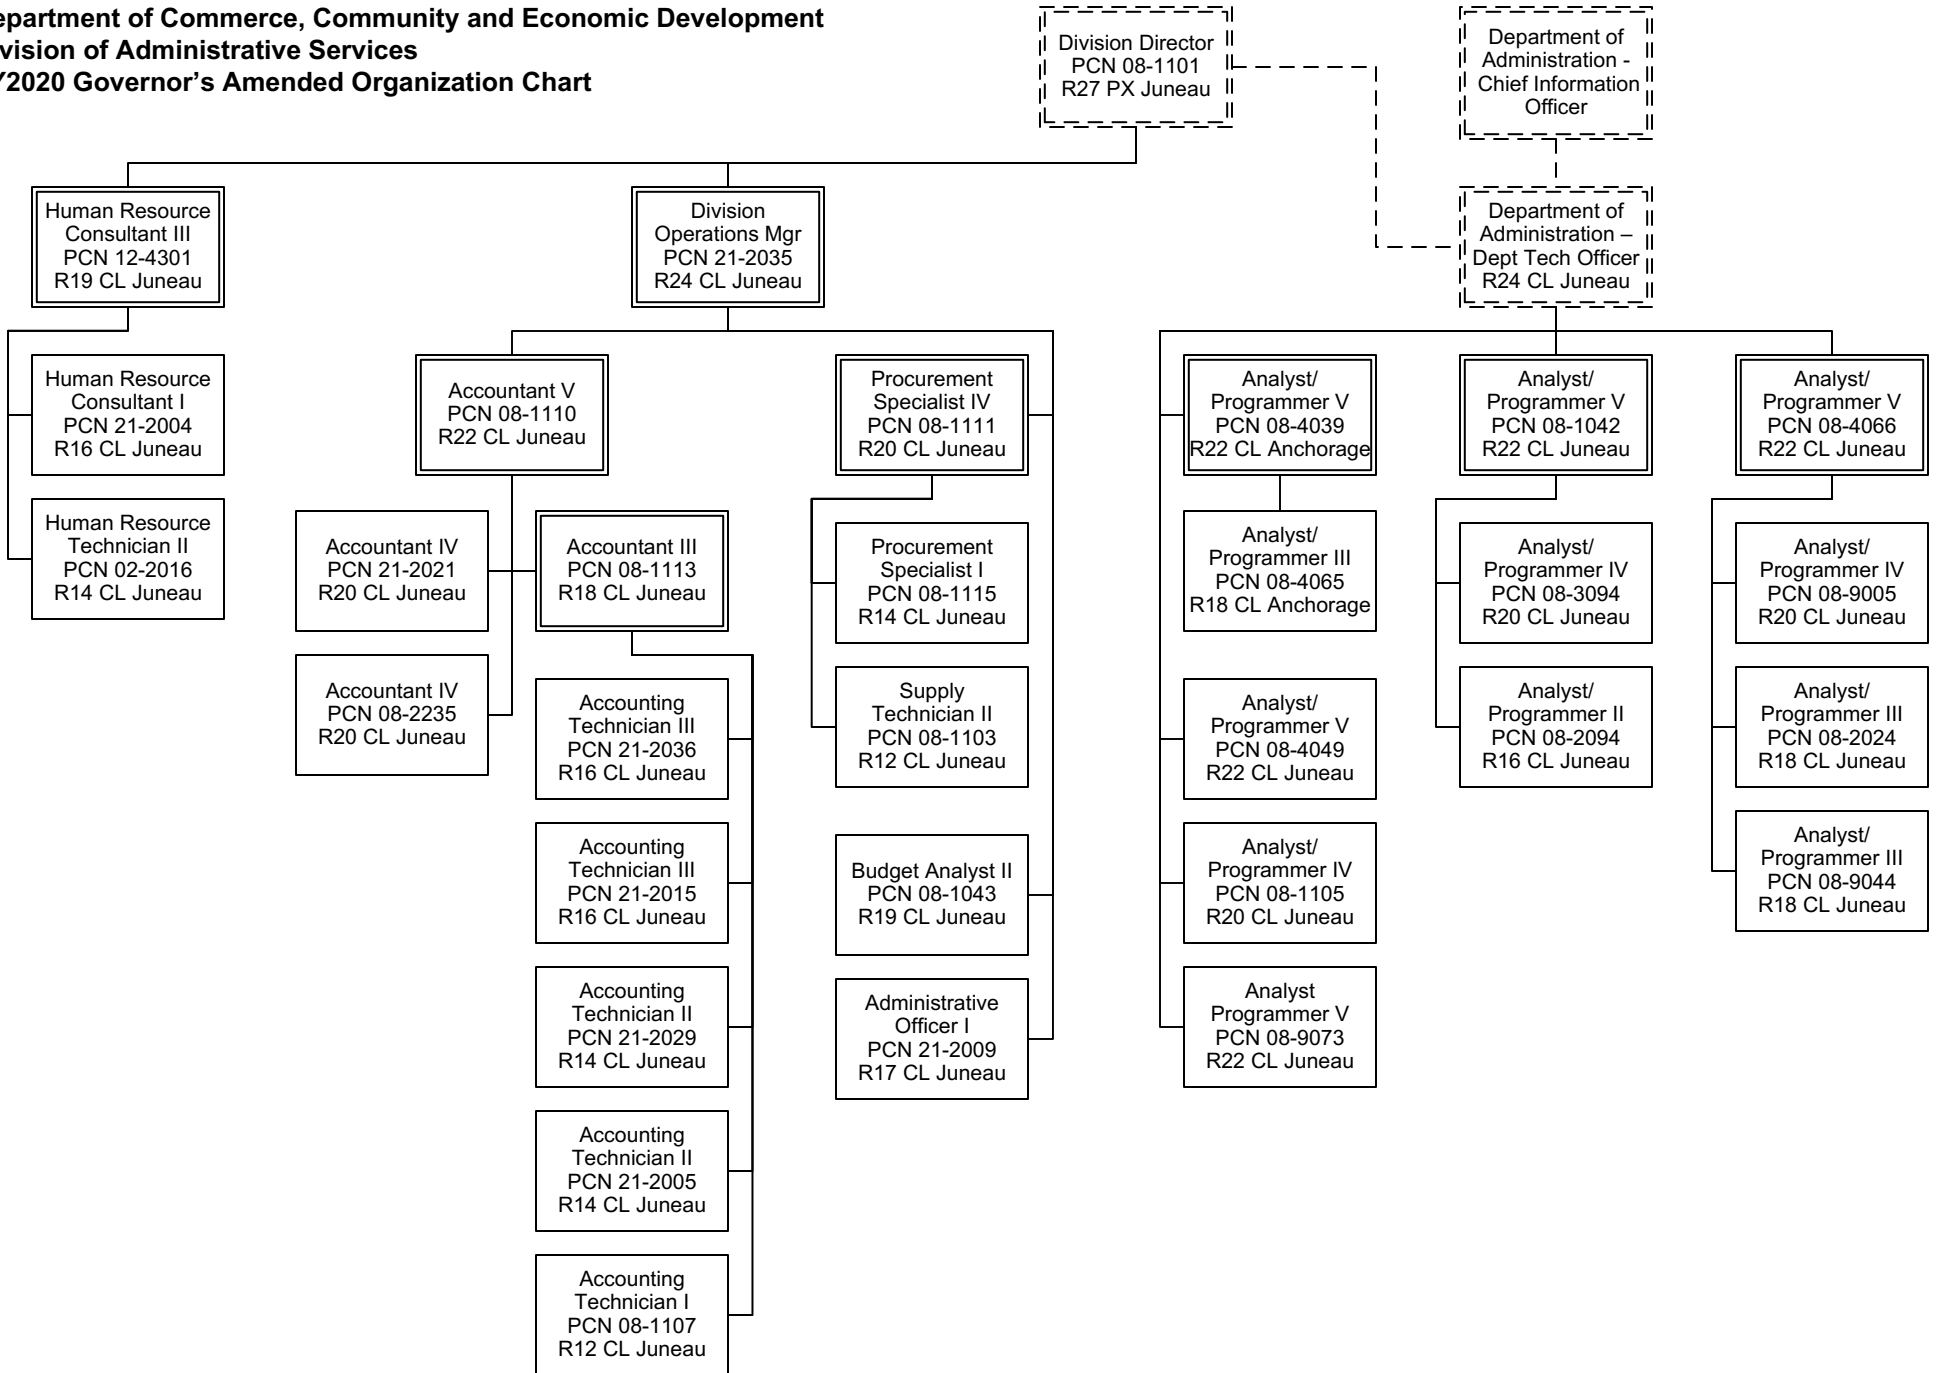 epartment of Commerce, Community and Economic Development
vision of Administrative Services
Y2020 Governor's Amended Organization Chart
Division Director
PCN 08-1101
R27 PX Juneau
Department of
Administration -
Chief Information
Officer
Human Resource
Consultant III
PCN 12-4301
R19 CL Juneau
Division
Operations Mgr
PCN 21-2035
R24 CL Juneau
Department of
Administration –
Dept Tech Officer
R24 CL Juneau
Human Resource
Consultant I
PCN 21-2004
R16 CL Juneau
Human Resource
Technician II
PCN 02-2016
R14 CL Juneau
Accountant V
PCN 08-1110
R22 CL Juneau
Accountant IV
PCN 21-2021
R20 CL Juneau
Accountant IV
PCN 08-2235
R20 CL Juneau
Accountant III
PCN 08-1113
R18 CL Juneau
Accounting
Technician III
PCN 21-2036
R16 CL Juneau
Accounting
Technician III
PCN 21-2015
R16 CL Juneau
Accounting
Technician II
PCN 21-2029
R14 CL Juneau
Accounting
Technician II
PCN 21-2005
R14 CL Juneau
Accounting
Technician I
PCN 08-1107
R12 CL Juneau
Procurement
Specialist IV
PCN 08-1111
R20 CL Juneau
Procurement
Specialist I
PCN 08-1115
R14 CL Juneau
Supply
Technician II
PCN 08-1103
R12 CL Juneau
Budget Analyst II
PCN 08-1043
R19 CL Juneau
Administrative
Officer I
PCN 21-2009
R17 CL Juneau
Analyst/
Programmer V
PCN 08-4039
R22 CL Anchorage
Analyst/
Programmer III
PCN 08-4065
R18 CL Anchorage
Analyst/
Programmer V
PCN 08-4049
R22 CL Juneau
Analyst/
Programmer IV
PCN 08-1105
R20 CL Juneau
Analyst
Programmer V
PCN 08-9073
R22 CL Juneau
Analyst/
Programmer V
PCN 08-1042
R22 CL Juneau
Analyst/
Programmer IV
PCN 08-3094
R20 CL Juneau
Analyst/
Programmer II
PCN 08-2094
R16 CL Juneau
Analyst/
Programmer V
PCN 08-4066
R22 CL Juneau
Analyst/
Programmer IV
PCN 08-9005
R20 CL Juneau
Analyst/
Programmer III
PCN 08-2024
R18 CL Juneau
Analyst/
Programmer III
PCN 08-9044
R18 CL Juneau